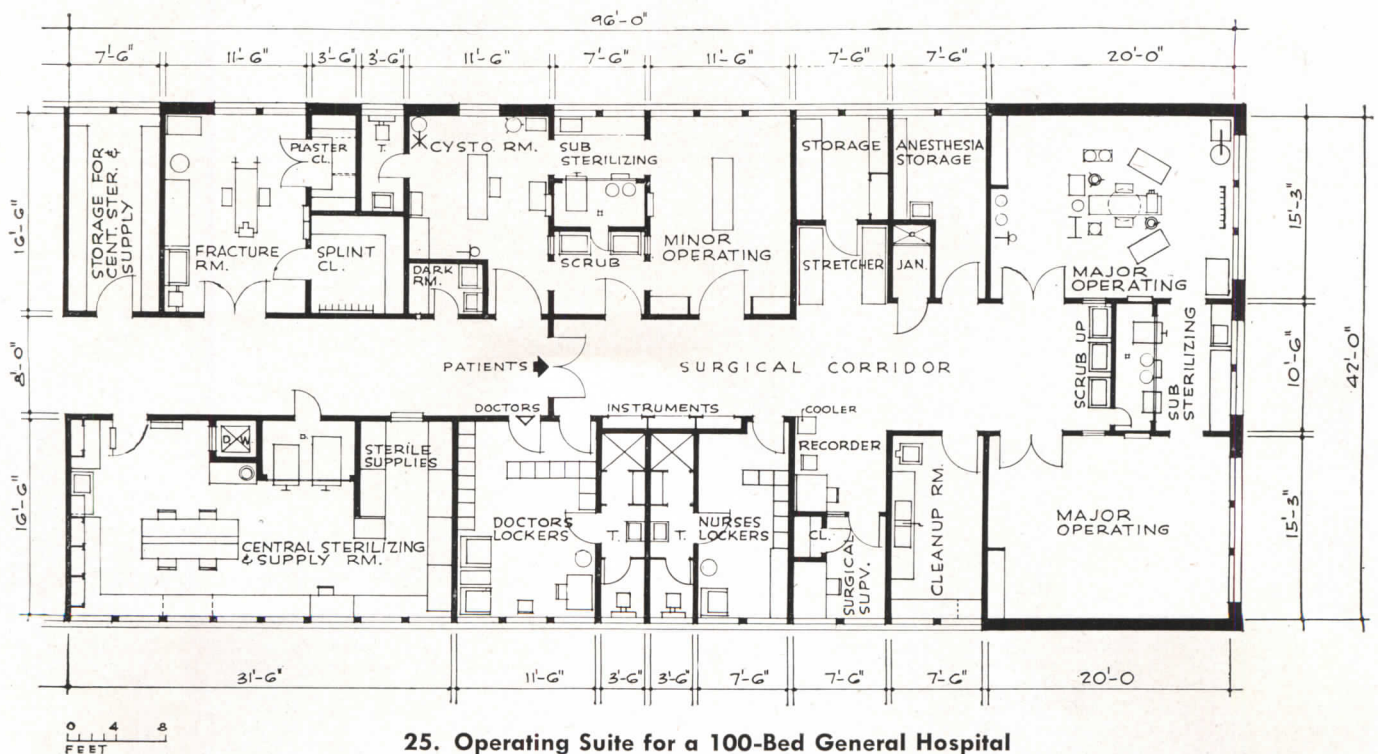 96'-0"
7'-6" 11'-6" 3'-6" 3'-6" 11'-6" 7'-6" 11'-6" 7'-6" 7'-6" 20'-0"
16'-6"
STORAGE FOR
CENT. STER. &
SUPPLY
FRACTURE
RM.
PLASTER
CL.
SPLINT
CL.
T.
CYSTO. RM.
DARK
RM.
SUB
STERILIZING
SCRUB
MINOR
OPERATING
STORAGE
STRETCHER
ANESTHESIA
STORAGE
JAN.
MAJOR
OPERATING
15'-3"
8'-0"
PATIENTS
SURGICAL CORRIDOR
SCRUB UP
SUB
STERILIZING
10'-6"
42'-0"
DOCTORS
INSTRUMENTS
COOLER
16'-6"
D W
STERILE
SUPPLIES
CENTRAL STERILIZING
& SUPPLY RM.
DOCTORS
LOCKERS
T.
T.
NURSES
LOCKERS
RECORDER
CL.
SURGICAL
SUPV.
CLEANUP RM.
MAJOR
OPERATING
15'-3"
31'-6" 11'-6" 3'-6" 3'-6" 7'-6" 7'-6" 7'-6" 20'-0
0 4 8
FEET
25. Operating Suite for a 100-Bed General Hospital